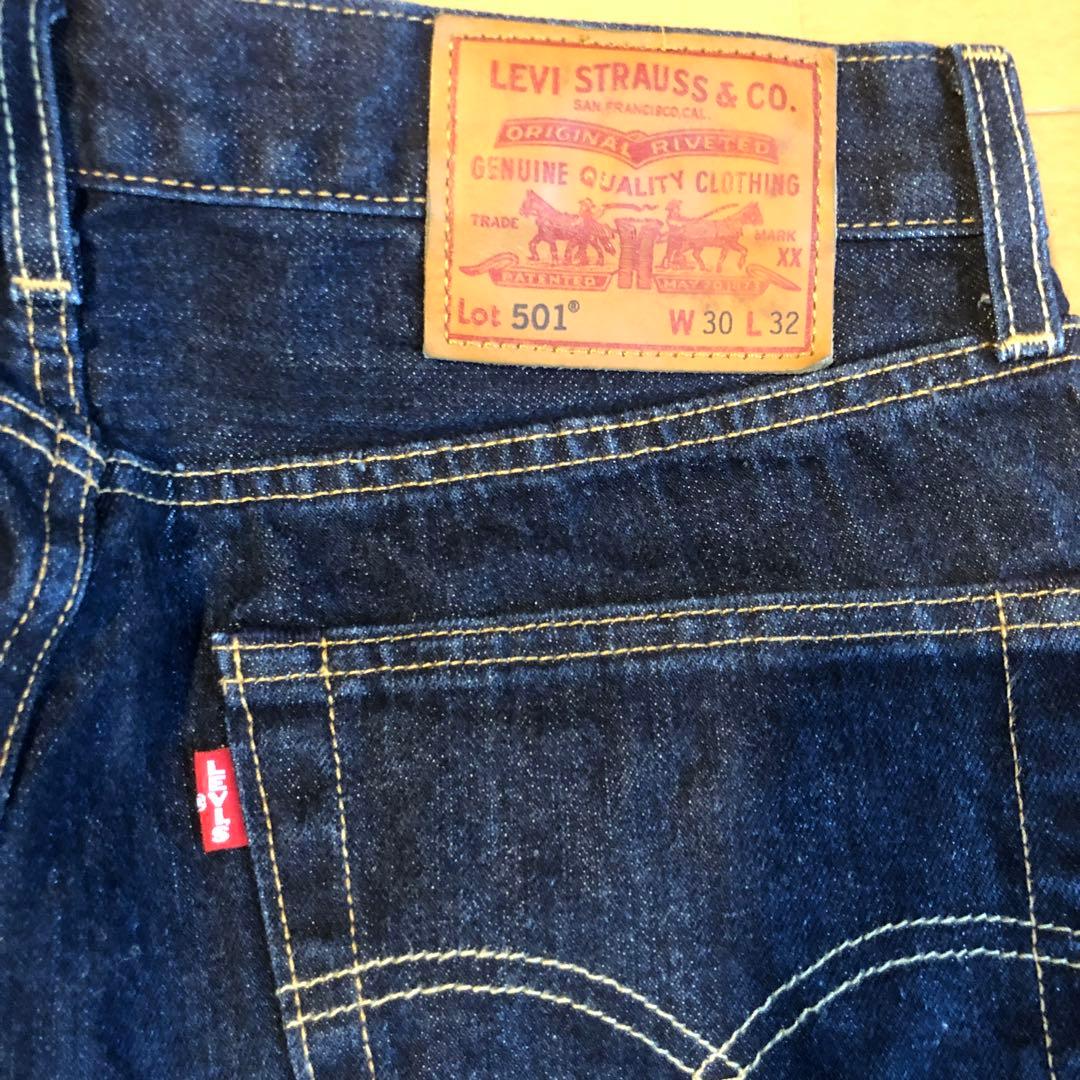 LEVI STRAUSS & CO.
SAN FRANCISCO, CAL.
ORIGINAL RIVETED
GENUINE QUALITY CLOTHING
TRADE MARK
XX
PATENTED MAY 20 1873
Lot 501® W 30 L 32
LEVI'S